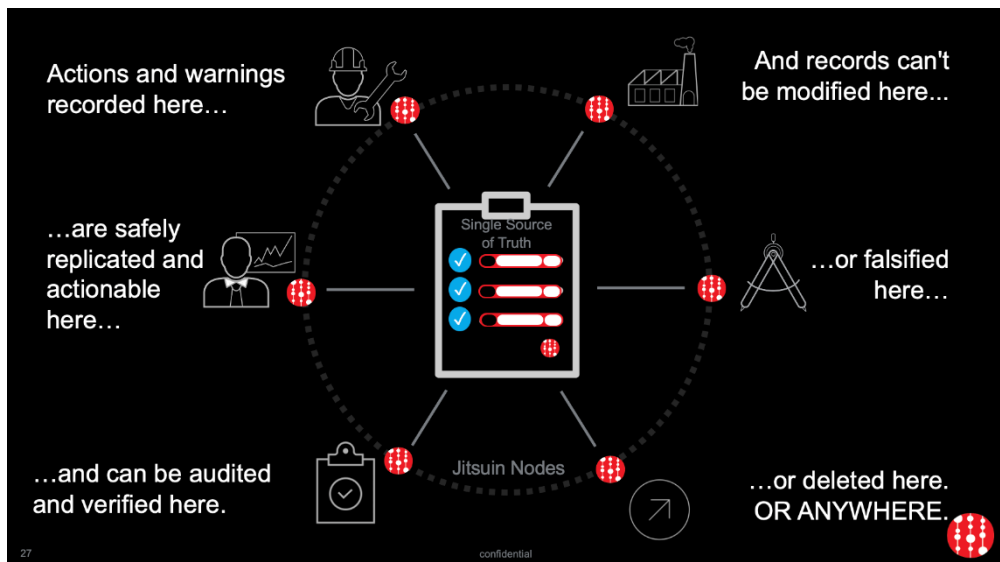 Actions and warnings
recorded here…
And records can't
be modified here...
…are safely
replicated and
actionable
here…
Single Source
of Truth
…or falsified
here…
…and can be audited
and verified here.
Jitsuin Nodes
…or deleted here.
OR ANYWHERE.
27
confidential